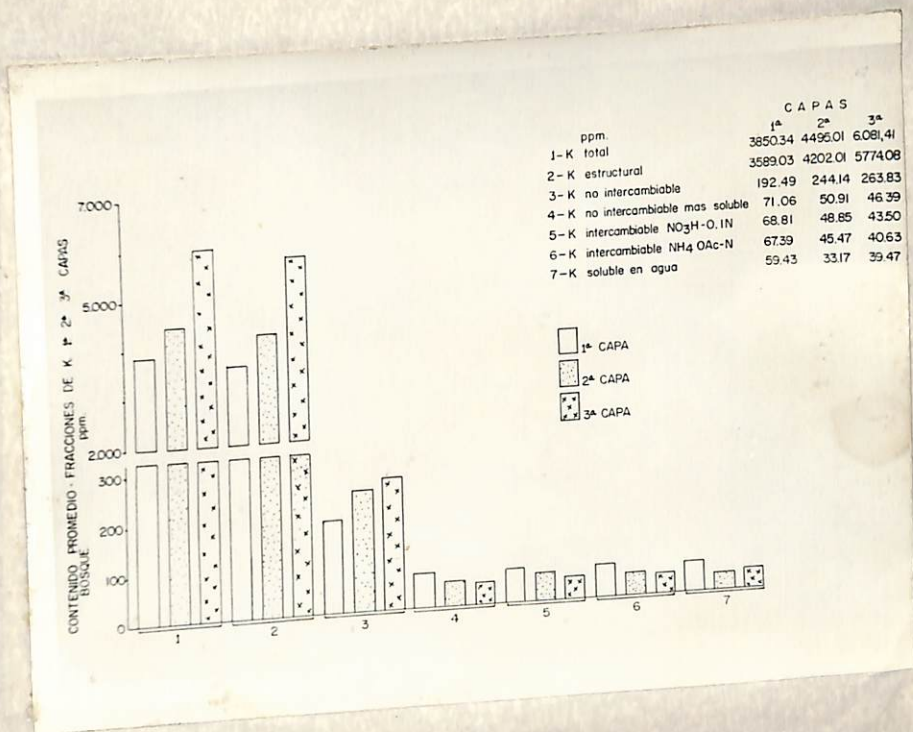 CAPAS
ppm. 1ª 2ª 3ª
1-K total 3850.34 4495.01 6.081,41
2-K estructural 3589.03 4202.01 5774.08
3-K no intercambiable 192.49 244.14 263.83
4-K no intercambiable mas soluble 71.06 50.91 46.39
5-K intercambiable NO3H-0.1N 68.81 48.85 43.50
6-K intercambiable NH4 OAc-N 67.39 45.47 40.63
7-K soluble en agua 59.43 33.17 39.47
CONTENIDO PROMEDIO - FRACCIONES DE K 1ª 2ª 3ª CAPAS
BOSQUE ppm.
7.000
5.000
2.000
300
200
100
0
1ª CAPA
2ª CAPA
3ª CAPA
1 2 3 4 5 6 7